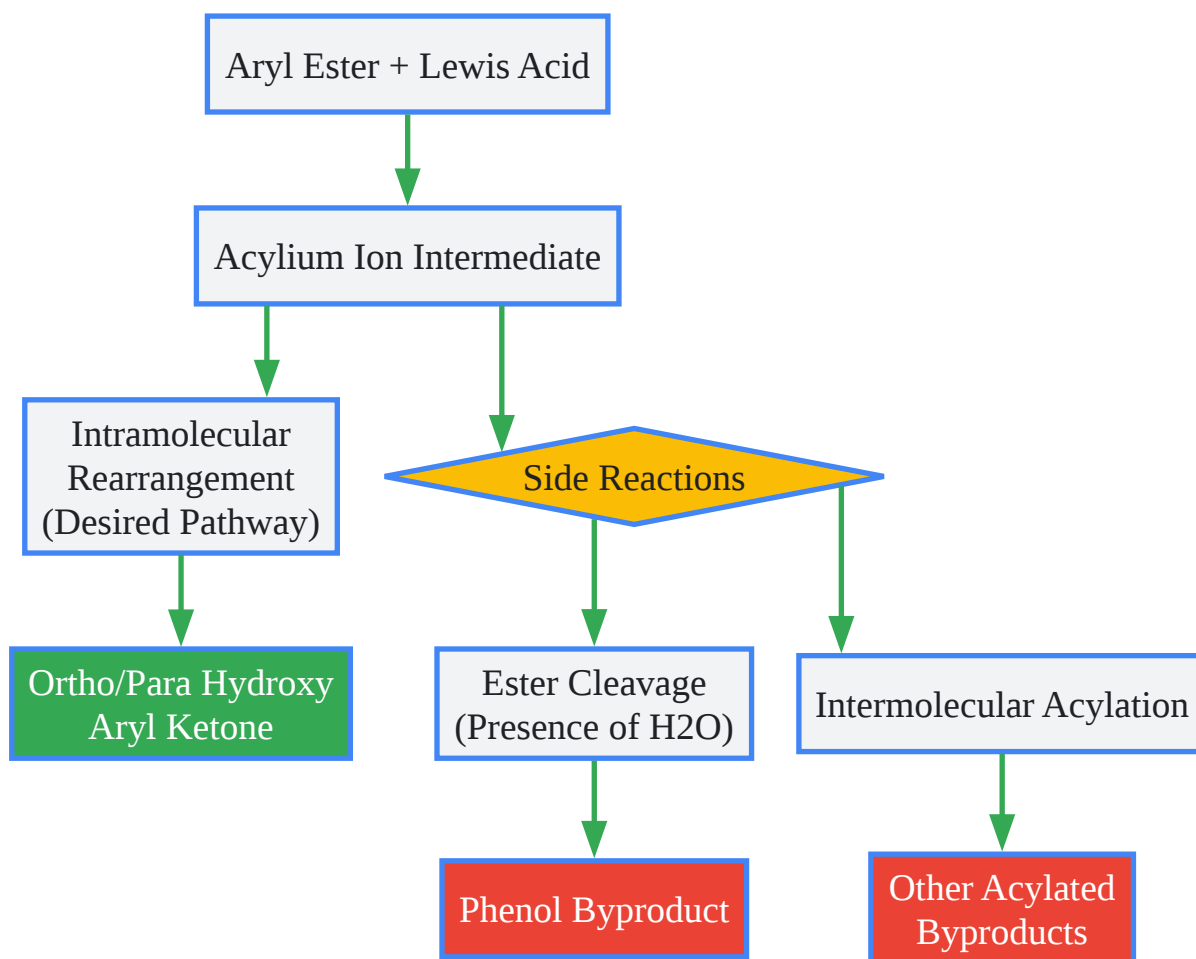 Aryl Ester + Lewis Acid
Acylium Ion Intermediate
Intramolecular
Rearrangement
(Desired Pathway)
Side Reactions
Ortho/Para Hydroxy
Aryl Ketone
Ester Cleavage
(Presence of H2O)
Intermolecular Acylation
Phenol Byproduct
Other Acylated
Byproducts